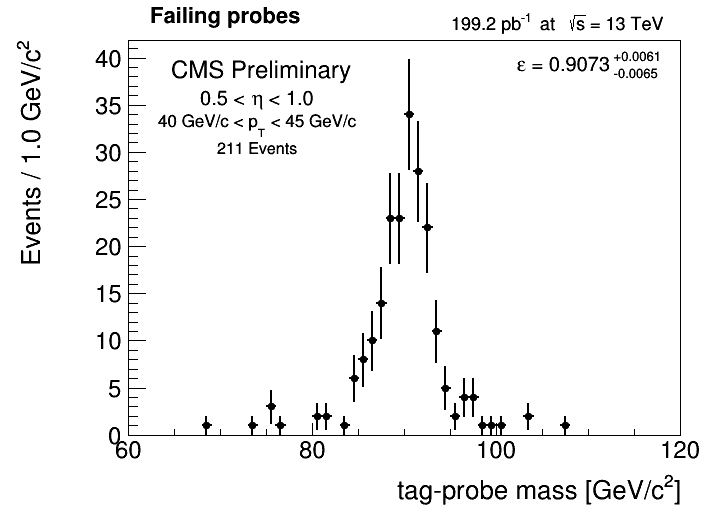 Failing probes
199.2 pb⁻¹ at √s = 13 TeV
CMS Preliminary
ε = 0.9073 +0.0061 -0.0065
0.5 < η < 1.0
40 GeV/c < p_T < 45 GeV/c
211 Events
Events / 1.0 GeV/c²
40
35
30
25
20
15
10
5
0
60 80 100 120
tag-probe mass [GeV/c²]